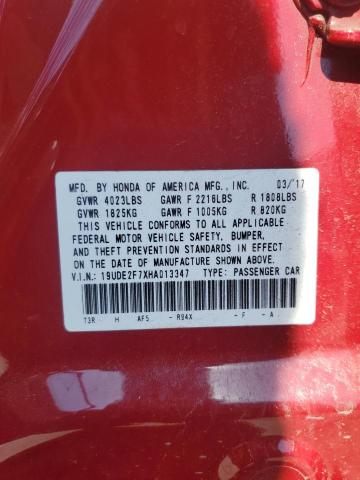 MFD. BY HONDA OF AMERICA MFG., INC. 03/17
GVWR 4023LBS GAWR F 2216LBS R 1808LBS
GVWR 1825KG GAWR F 1005KG R 820KG
THIS VEHICLE CONFORMS TO ALL APPLICABLE
FEDERAL MOTOR VEHICLE SAFETY, BUMPER,
AND THEFT PREVENTION STANDARDS IN EFFECT
ON THE DATE OF MANUFACTURE SHOWN ABOVE.
V.I.N.: 19UDE2F7XHA013347 TYPE: PASSENGER CAR
T3R H AF5 - R94X - F - A